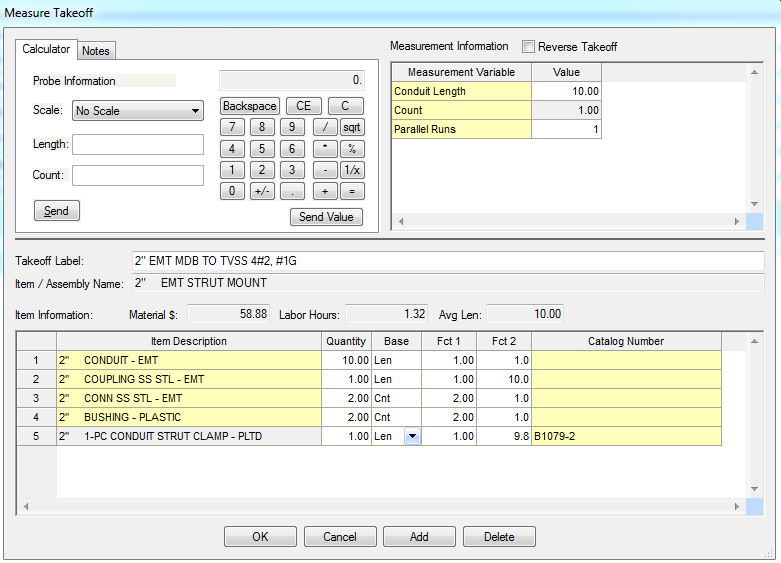 Measure Takeoff
Calculator Notes
Probe Information
0.
Scale: No Scale
Length:
Count:
Send
Backspace CE C
7 8 9 / sqrt
4 5 6 * %
1 2 3 - 1/x
0 +/- . + =
Send Value
Measurement Information Reverse Takeoff
Measurement Variable Value
Conduit Length 10.00
Count 1.00
Parallel Runs 1
Takeoff Label: 2" EMT MDB TO TVSS 4#2, #1G
Item / Assembly Name: 2" EMT STRUT MOUNT
Item Information: Material $: 58.88 Labor Hours: 1.32 Avg Len: 10.00
Item Description Quantity Base Fct 1 Fct 2 Catalog Number
1 2" CONDUIT - EMT 10.00 Len 1.00 1.0
2 2" COUPLING SS STL - EMT 1.00 Len 1.00 10.0
3 2" CONN SS STL - EMT 2.00 Cnt 2.00 1.0
4 2" BUSHING - PLASTIC 2.00 Cnt 2.00 1.0
5 2" 1-PC CONDUIT STRUT CLAMP - PLTD 1.00 Len 1.00 9.8 B1079-2
OK Cancel Add Delete